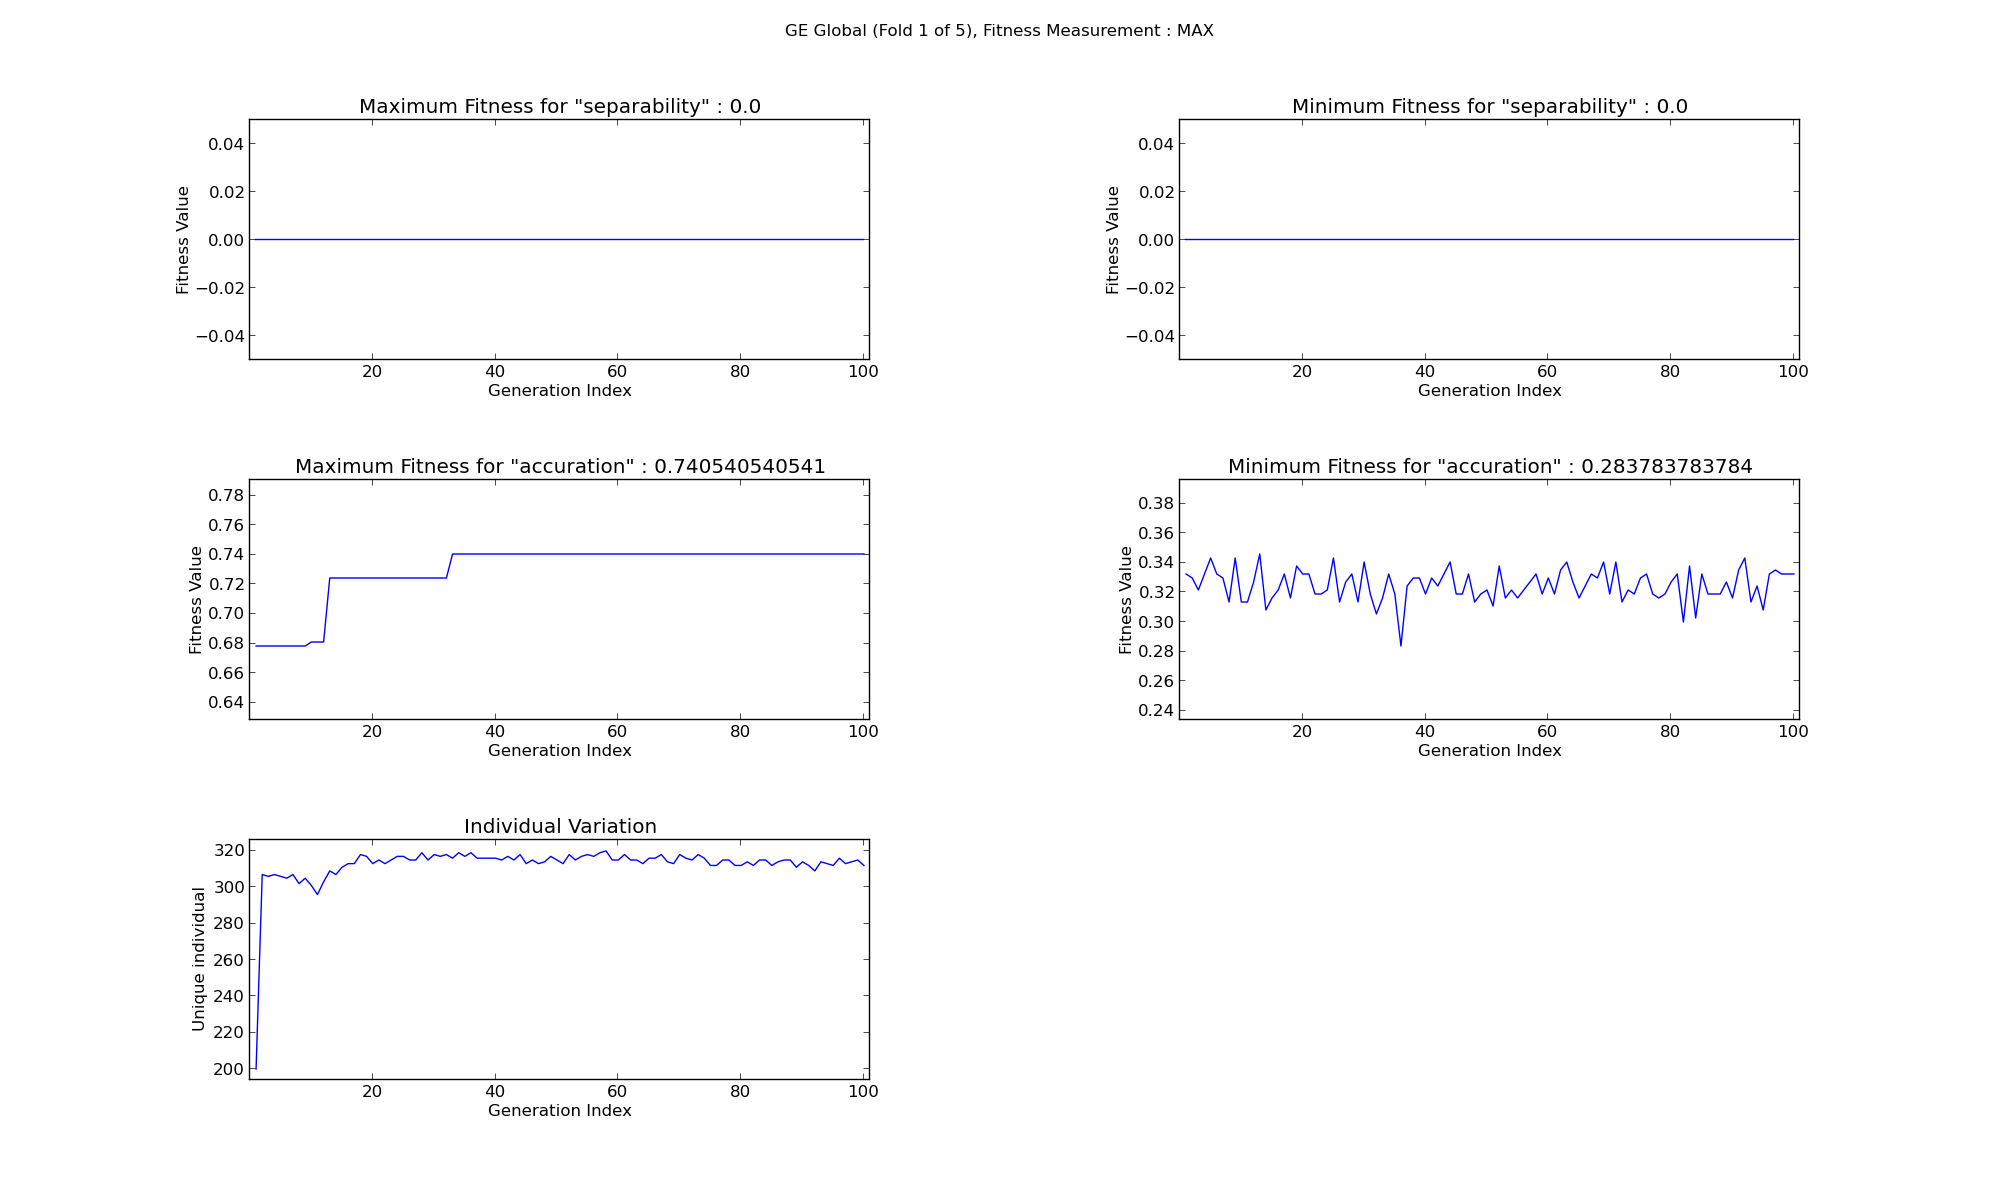 GE Global (Fold 1 of 5), Fitness Measurement : MAX
Maximum Fitness for "separability" : 0.0
Fitness Value
0.04
0.02
0.00
−0.02
−0.04
20 40 60 80 100
Generation Index
Minimum Fitness for "separability" : 0.0
Fitness Value
0.04
0.02
0.00
−0.02
−0.04
20 40 60 80 100
Generation Index
Maximum Fitness for "accuration" : 0.740540540541
Fitness Value
0.78
0.76
0.74
0.72
0.70
0.68
0.66
0.64
20 40 60 80 100
Generation Index
Minimum Fitness for "accuration" : 0.283783783784
Fitness Value
0.38
0.36
0.34
0.32
0.30
0.28
0.26
0.24
20 40 60 80 100
Generation Index
Individual Variation
Unique individual
320
300
280
260
240
220
200
20 40 60 80 100
Generation Index